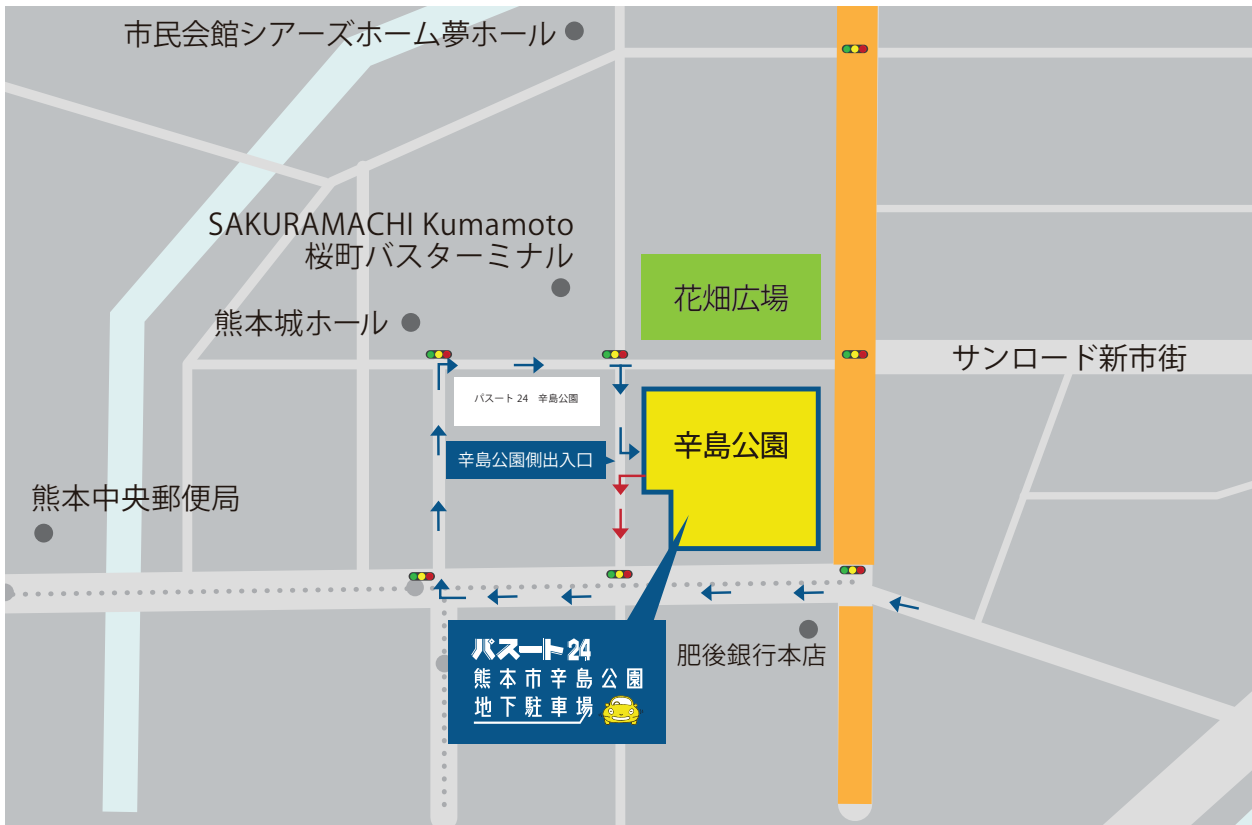 市民会館シアーズホーム夢ホール
SAKURAMACHI Kumamoto
桜町バスターミナル
花畑広場
熊本城ホール
サンロード新市街
パスート 24　辛島公園
辛島公園
辛島公園側出入口
熊本中央郵便局
パスート24
熊本市辛島公園
地下駐車場
肥後銀行本店